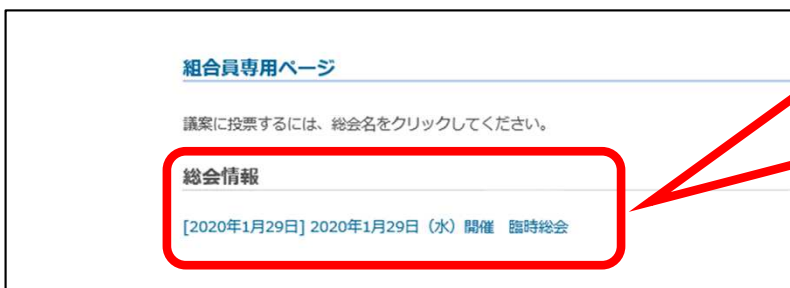 組合員専用ページ
議案に投票するには、総会名をクリックしてください。
総会情報
[2020年1月29日] 2020年1月29日（水）開催　臨時総会